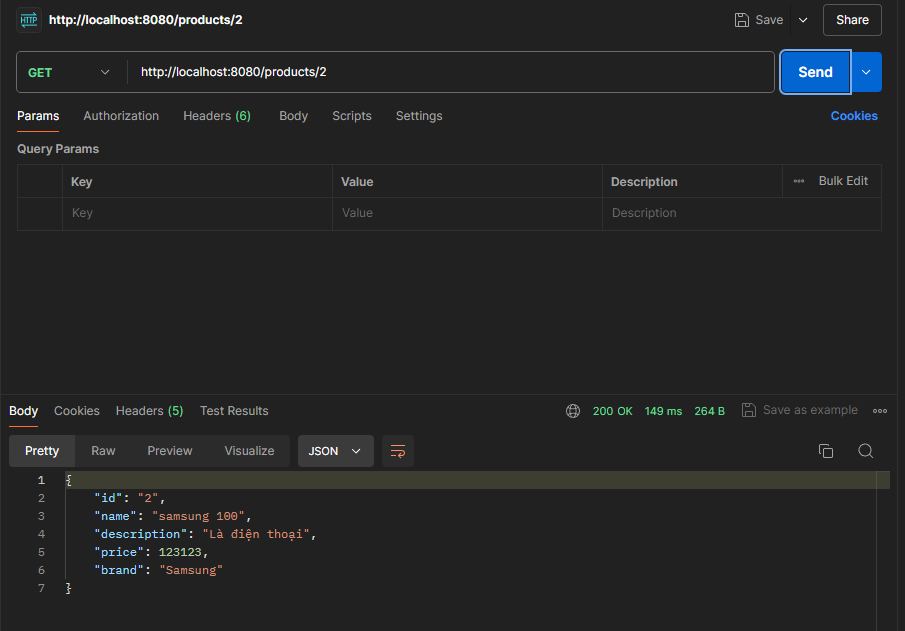 HTTP http://localhost:8080/products/2 Save Share
GET http://localhost:8080/products/2 Send
Params Authorization Headers (6) Body Scripts Settings Cookies
Query Params
Key Value Description Bulk Edit
Key Value Description
Body Cookies Headers (5) Test Results 200 OK 149 ms 264 B Save as example
Pretty Raw Preview Visualize JSON
1 {
2 "id": "2",
3 "name": "samsung 100",
4 "description": "Là điện thoại",
5 "price": 123123,
6 "brand": "Samsung"
7 }